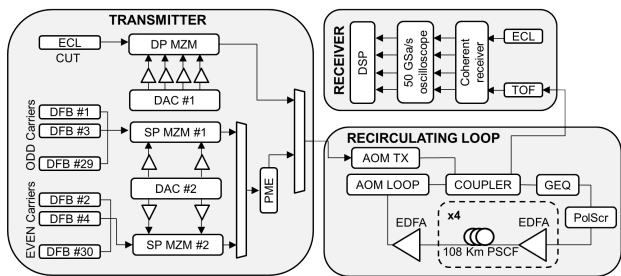 TRANSMITTER
ECL
CUT
DP MZM
DAC #1
ODD Carriers
DFB #1
DFB #3
DFB #29
SP MZM #1
DAC #2
EVEN Carriers
DFB #2
DFB #4
DFB #30
SP MZM #2
PME
RECEIVER
DSP
50 GSa/s
oscilloscope
Coherent
receiver
ECL
TOF
RECIRCULATING LOOP
AOM TX
AOM LOOP
COUPLER
GEQ
PolScr
x4
EDFA
EDFA
108 Km PSCF